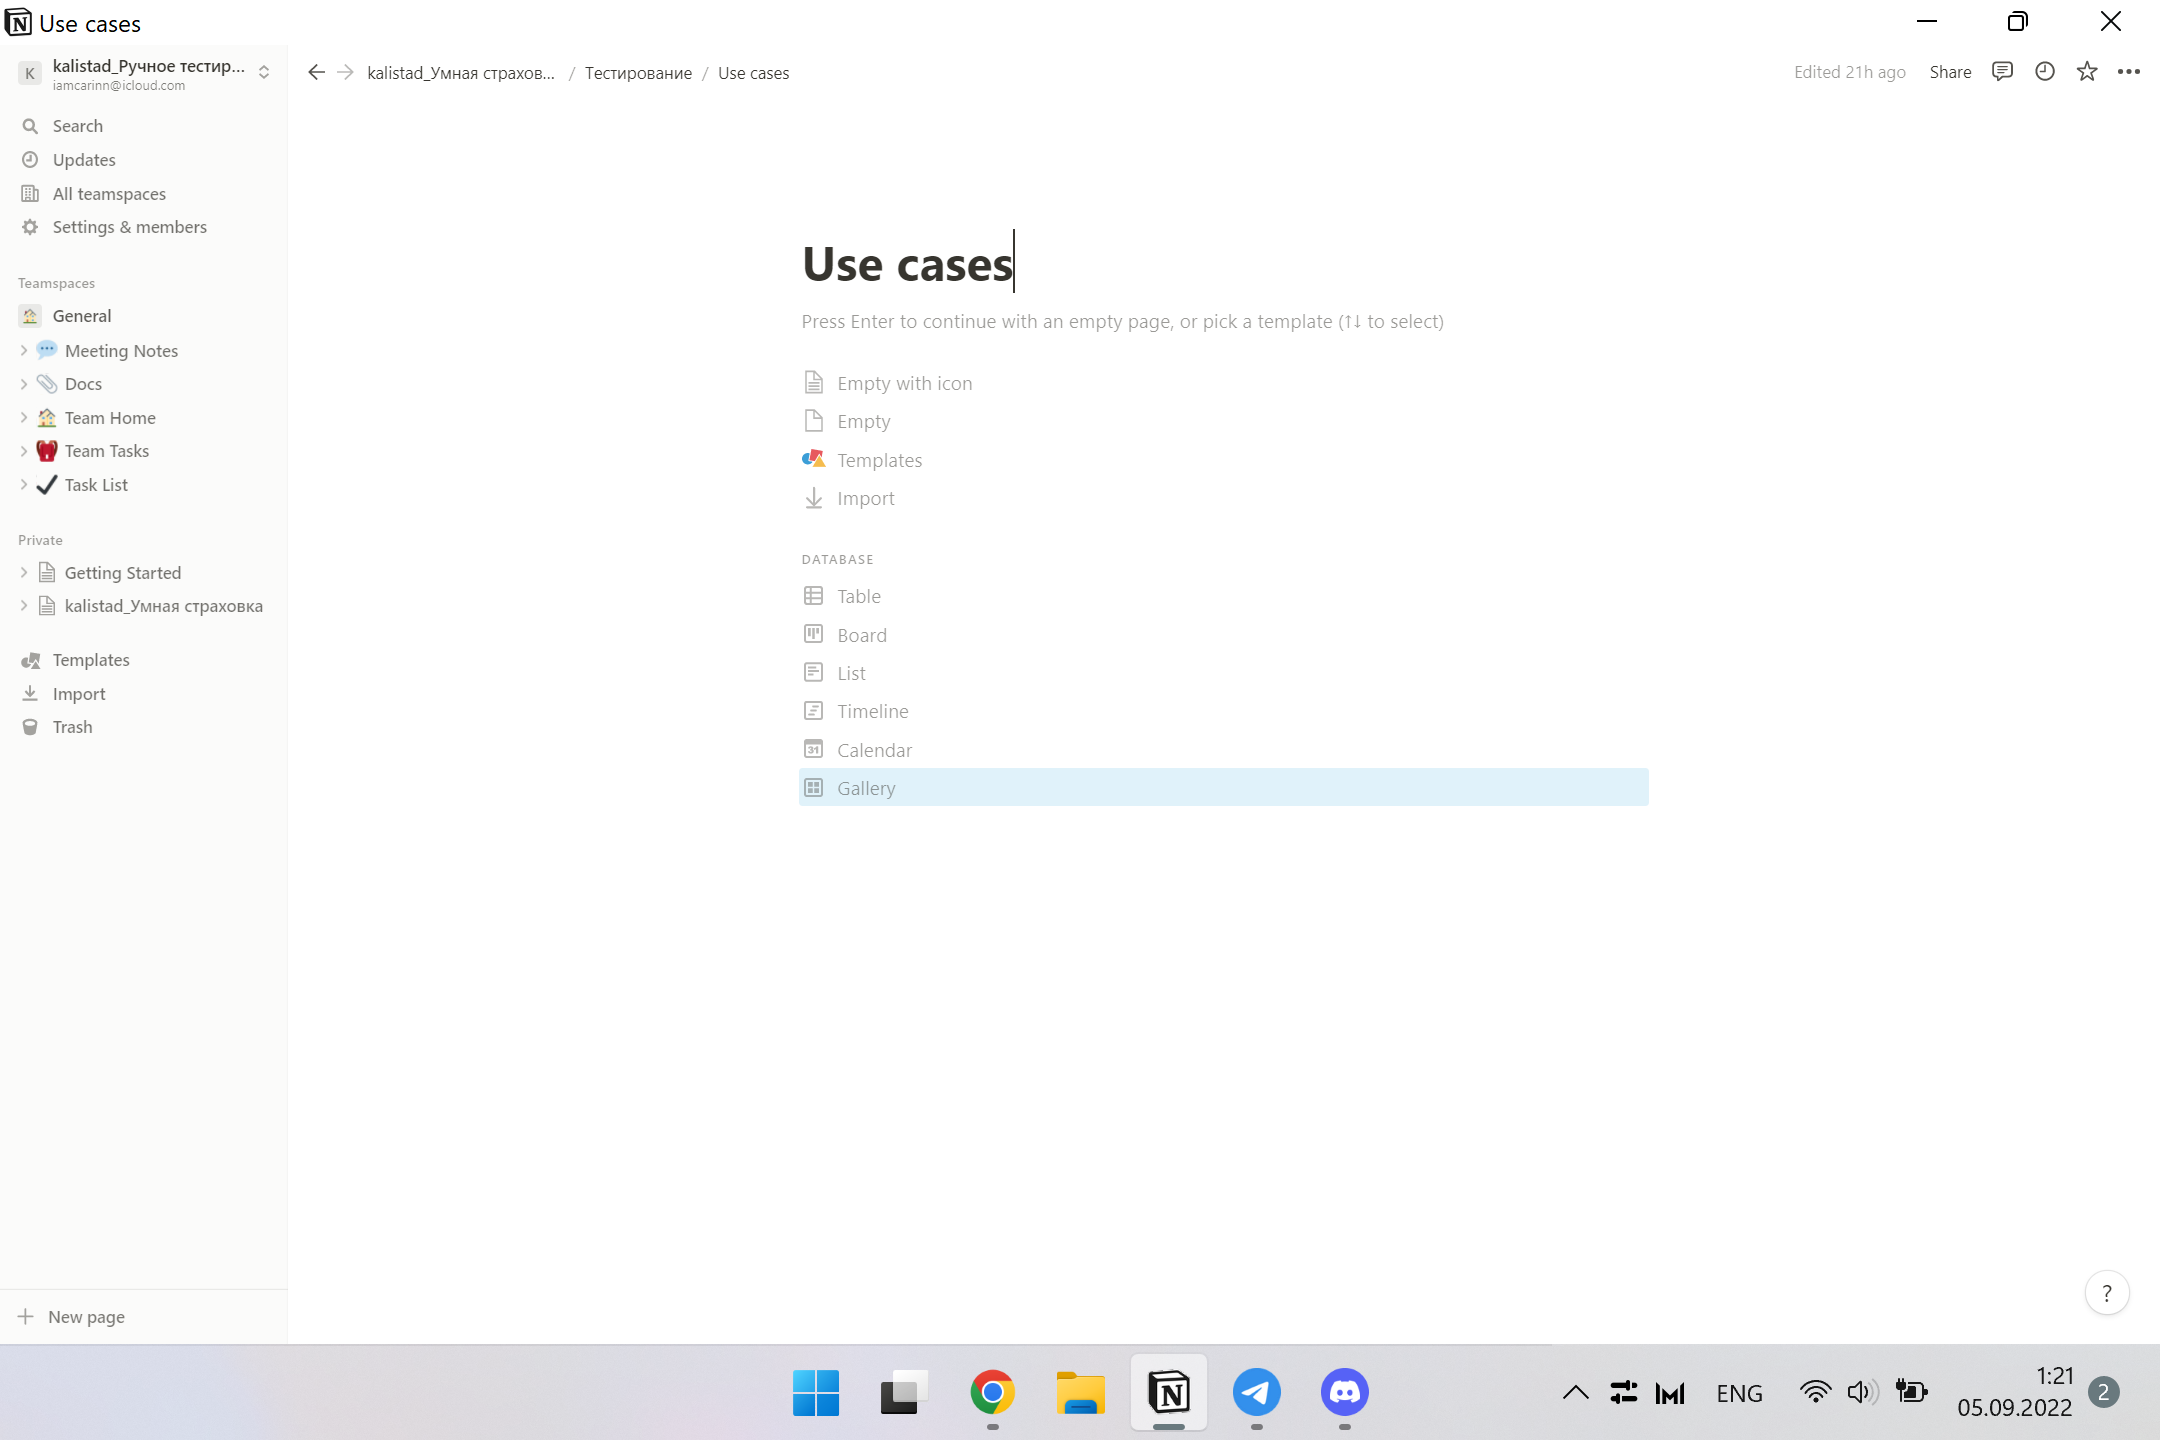 Use cases
K
kalistad_Ручное тестир...
iamcarinn@icloud.com
kalistad_Умная страхов... / Тестирование / Use cases
Edited 21h ago
Share
Search
Updates
All teamspaces
Settings & members
Teamspaces
General
Meeting Notes
Docs
Team Home
Team Tasks
Task List
Private
Getting Started
kalistad_Умная страховка
Templates
Import
Trash
New page
Use cases
Press Enter to continue with an empty page, or pick a template (↑↓ to select)
Empty with icon
Empty
Templates
Import
DATABASE
Table
Board
List
Timeline
31 Calendar
Gallery
?
ENG
1:21
05.09.2022
2